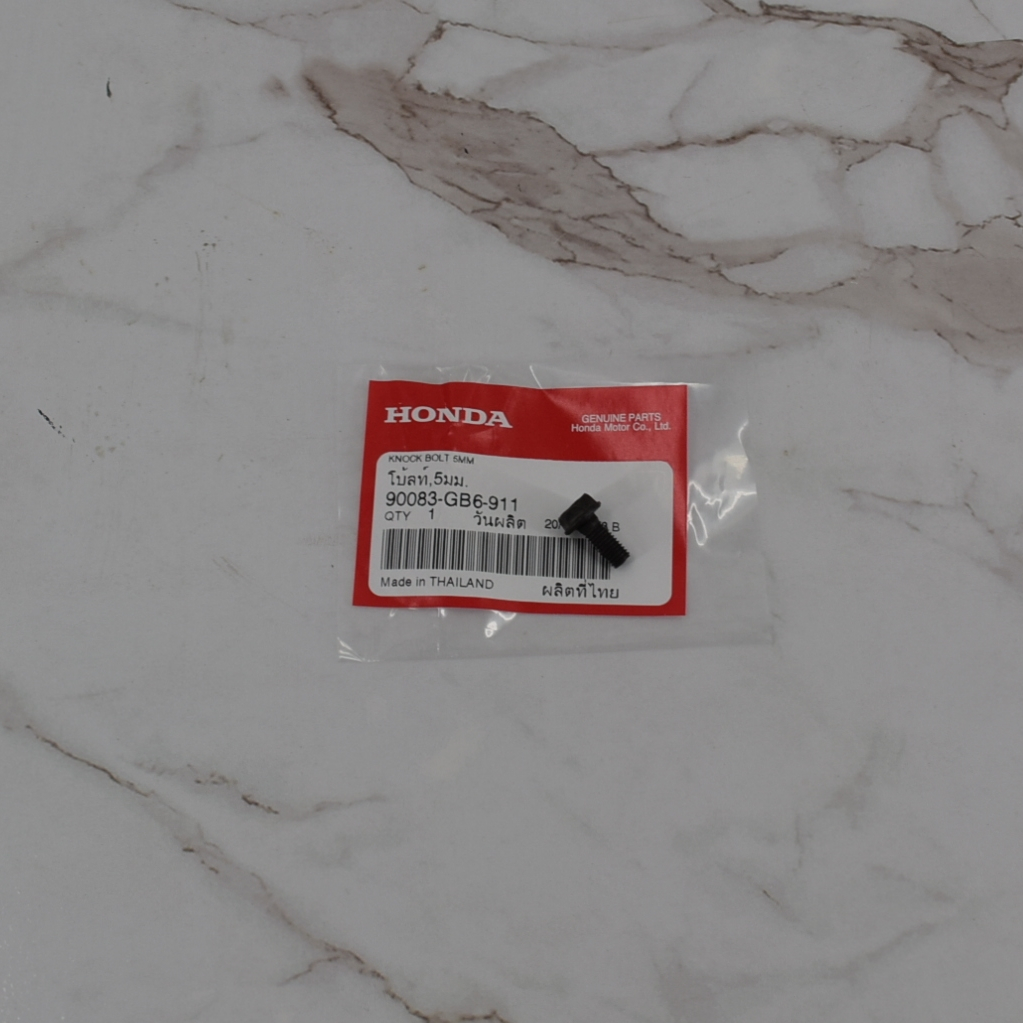 HONDA
GENUINE PARTS
Honda Motor Co., Ltd.
KNOCK BOLT 5MM
โบ้ลท์,5มม.
90083-GB6-911
QTY 1 วันผลิต B
Made in THAILAND ผลิตที่ไทย